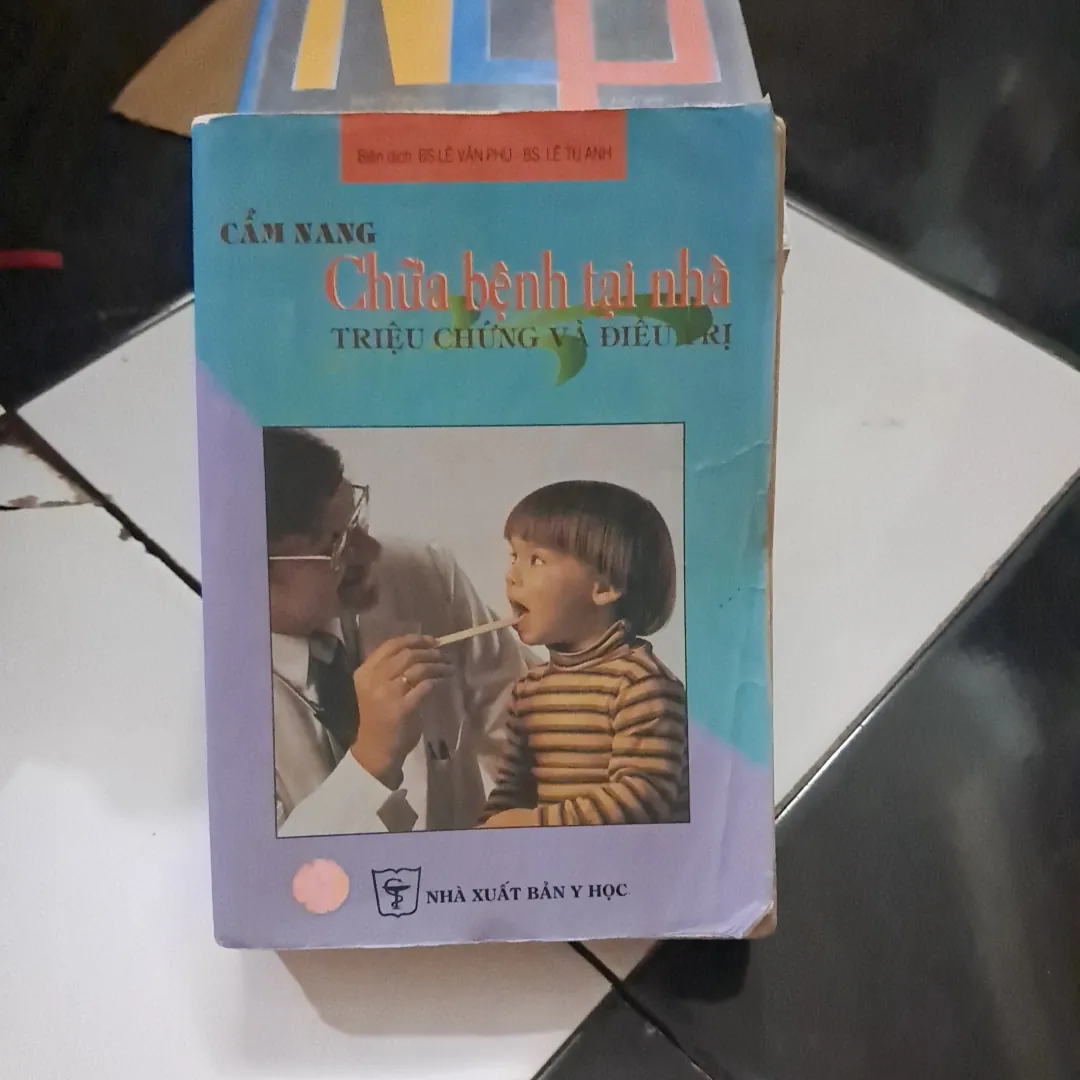 Biên dịch BS LÊ VĂN PHÚ - BS. LÊ TÚ ANH
CẨM NANG
Chữa bệnh tại nhà
TRIỆU CHỨNG VÀ ĐIỀU TRỊ
NHÀ XUẤT BẢN Y HỌC